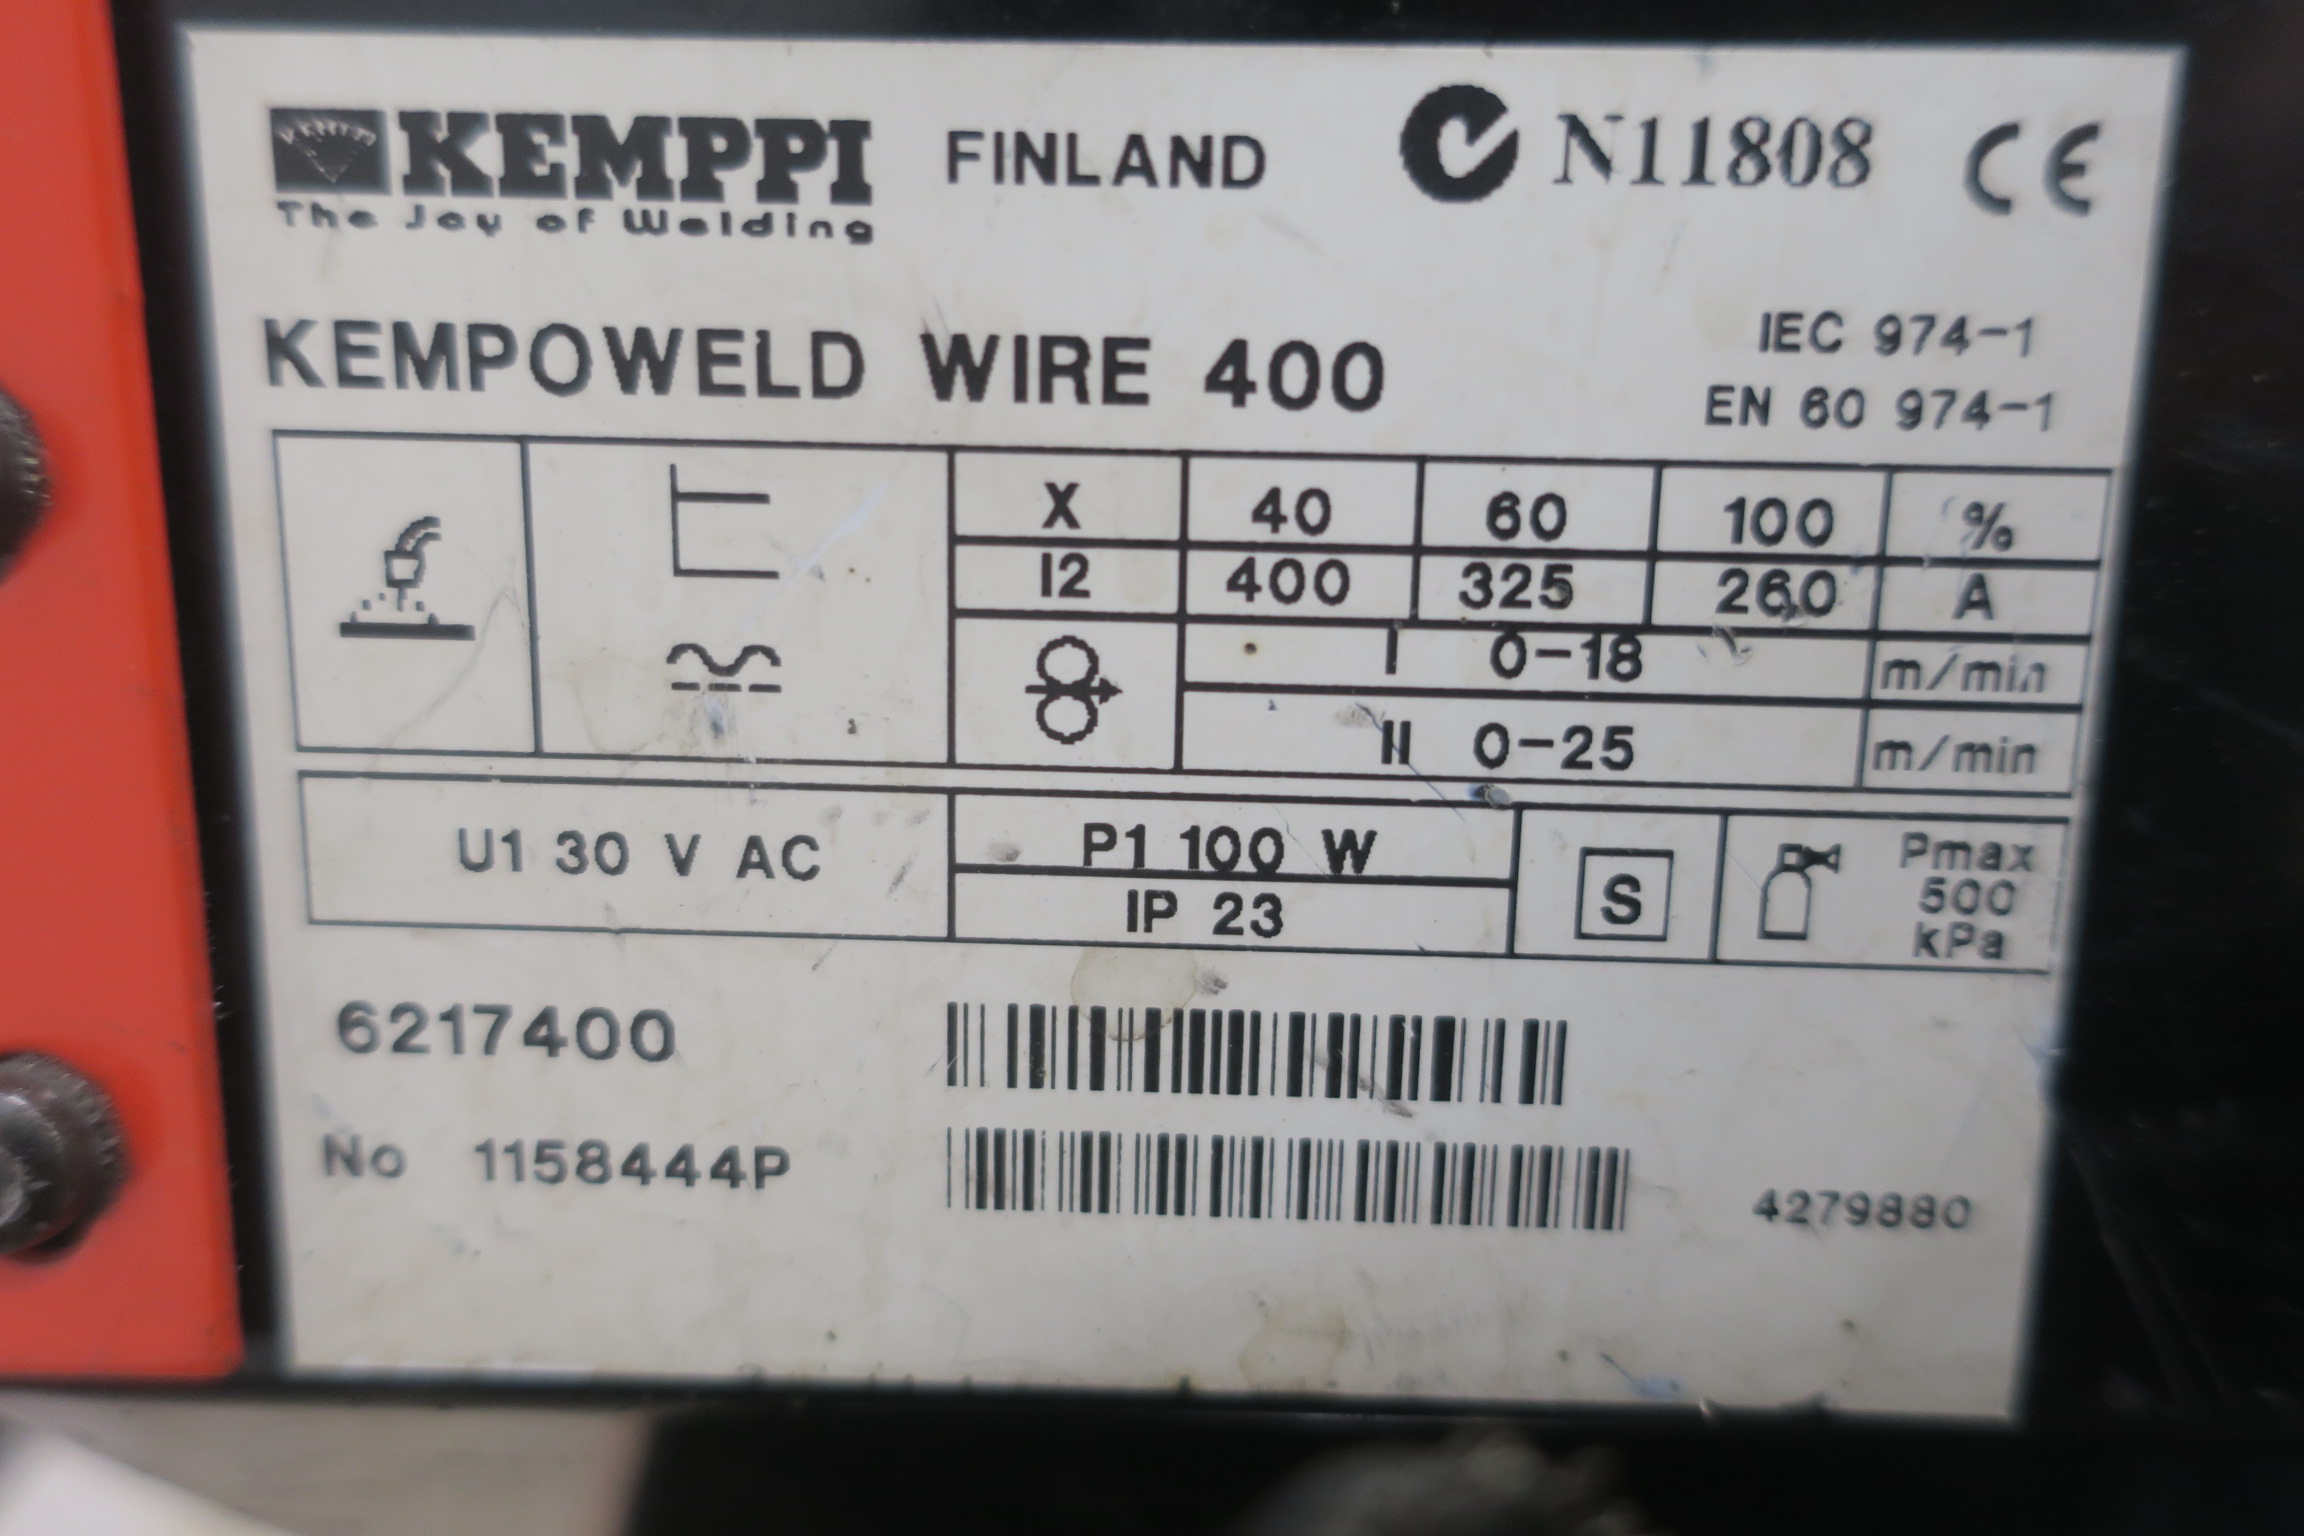 KEMPPI FINLAND N11808 CE
The Joy of Welding
KEMPOWELD WIRE 400
IEC 974-1
EN 60 974-1
X 40 60 100 %
I2 400 325 260 A
I 0-18 m/min
II 0-25 m/min
U1 30 V AC
P1 100 W
IP 23
S
Pmax
500
kPa
6217400
No 1158444P
4279880